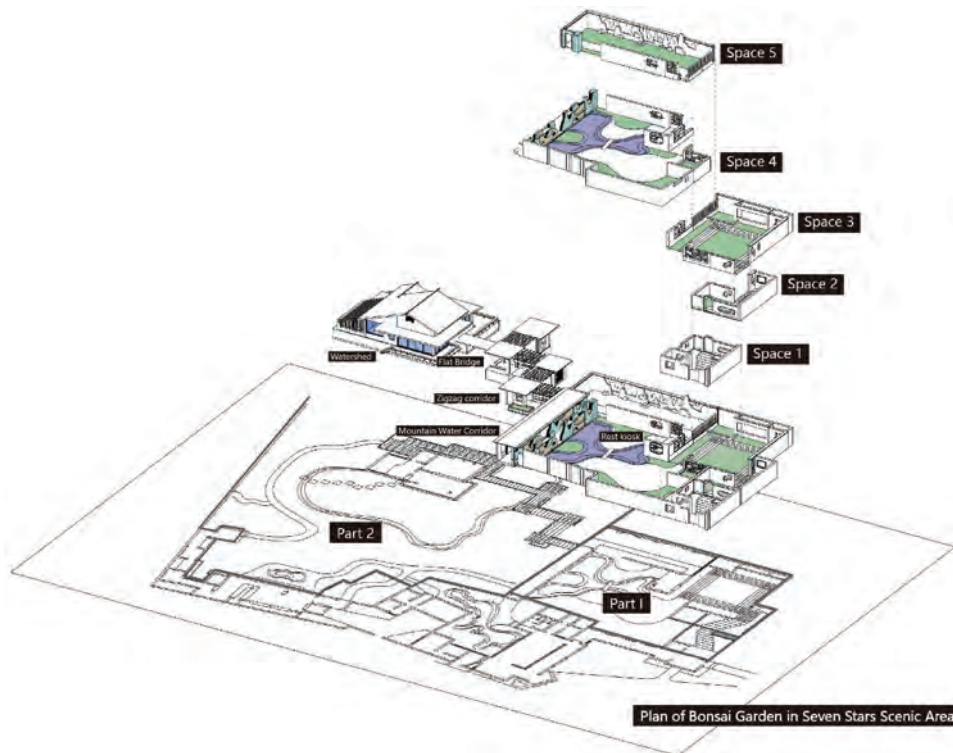 Space 5
Space 4
Space 3
Space 2
Space 1
Watershed
Flat Bridge
Zigzag corridor
Mountain Water Corridor
Rest kiosk
Part 2
Part I
Plan of Bonsai Garden in Seven Stars Scenic Area